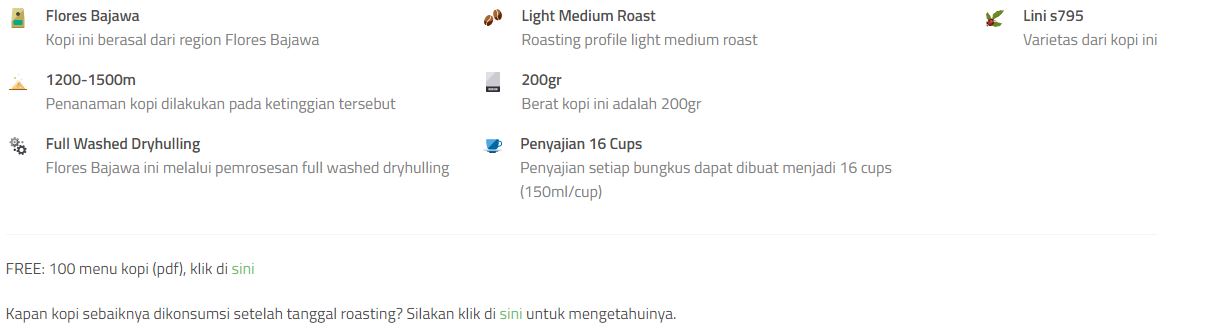 Flores Bajawa
Kopi ini berasal dari region Flores Bajawa
Light Medium Roast
Roasting profile light medium roast
Lini s795
Varietas dari kopi ini
1200-1500m
Penanaman kopi dilakukan pada ketinggian tersebut
200gr
Berat kopi ini adalah 200gr
Full Washed Dryhulling
Flores Bajawa ini melalui pemrosesan full washed dryhulling
Penyajian 16 Cups
Penyajian setiap bungkus dapat dibuat menjadi 16 cups
(150ml/cup)
FREE: 100 menu kopi (pdf), klik di sini
Kapan kopi sebaiknya dikonsumsi setelah tanggal roasting? Silakan klik di sini untuk mengetahuinya.